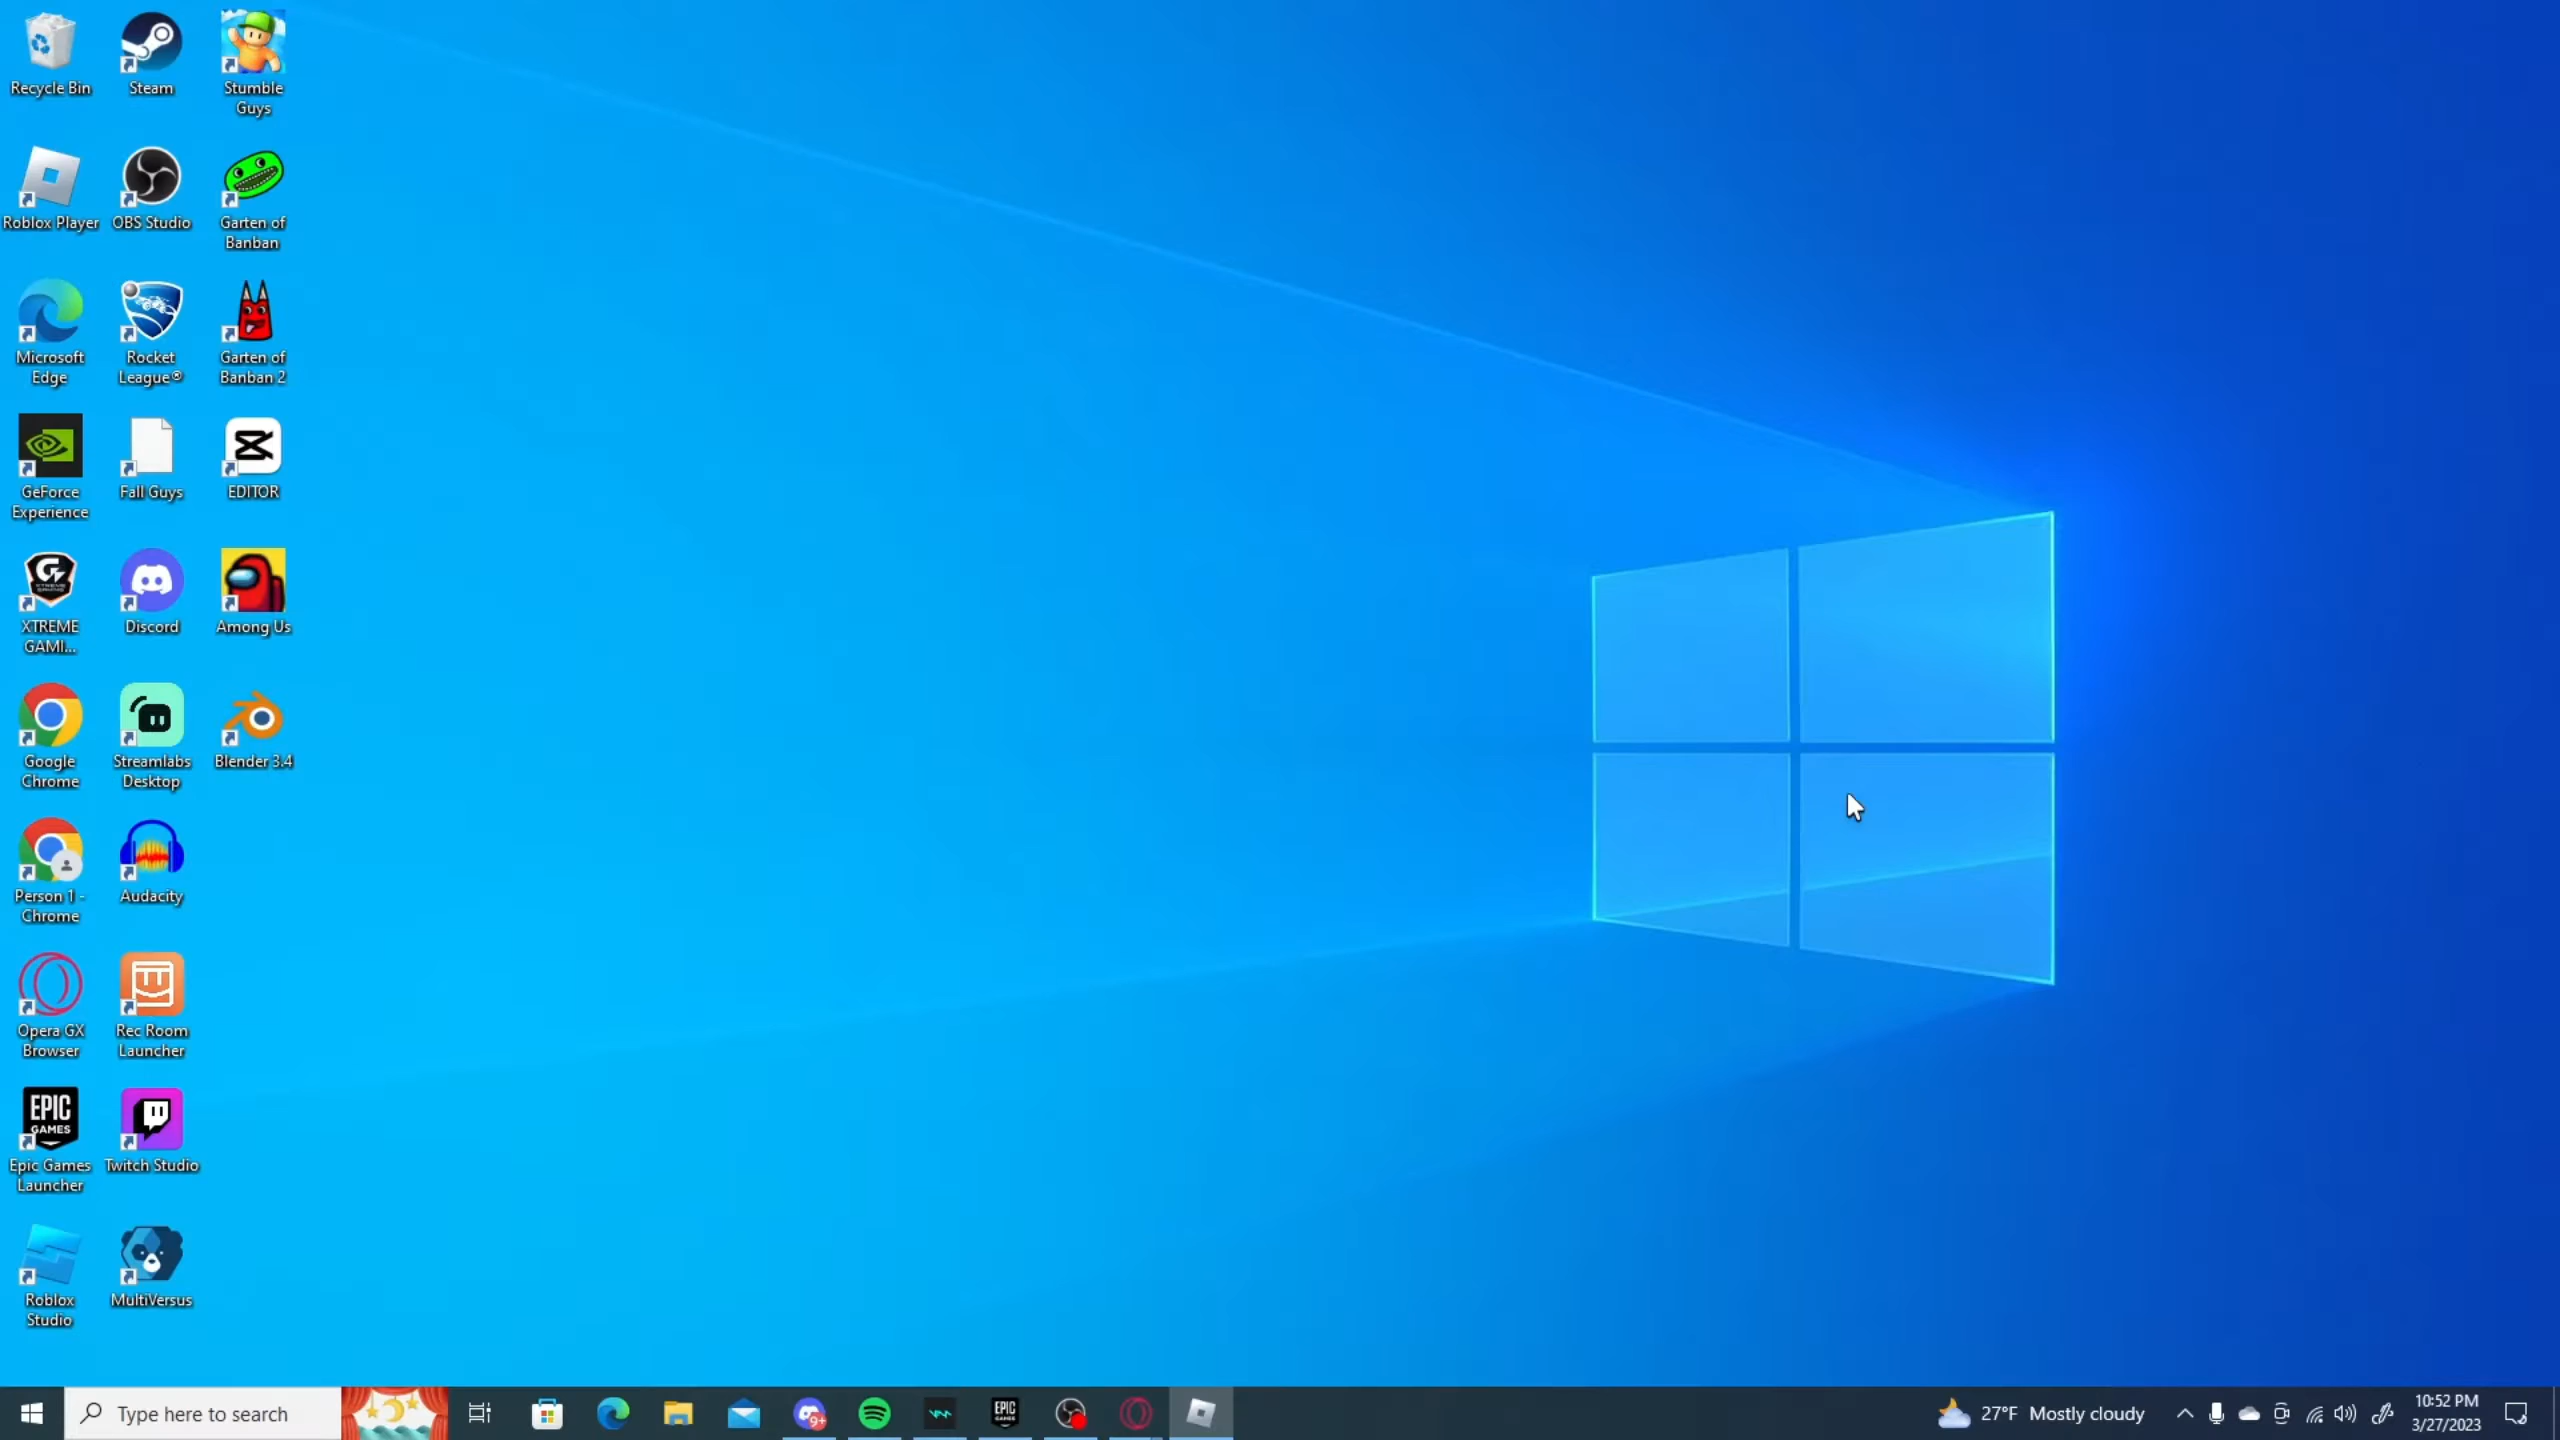 Recycle Bin
Steam
Stumble
Guys
Roblox Player
OBS Studio
Garten of
Banban
Microsoft
Edge
Rocket
League®
Garten of
Banban 2
GeForce
Experience
Fall Guys
EDITOR
XTREME
GAMI...
Discord
Among Us
Google
Chrome
Streamlabs
Desktop
Blender 3.4
Person 1 -
Chrome
Audacity
Opera GX
Browser
Rec Room
Launcher
EPIC
GAMES
Epic Games
Launcher
Twitch Studio
Roblox
Studio
MultiVersus
Type here to search
9+
EPIC
GAMES
27°F Mostly cloudy
10:52 PM
3/27/2023